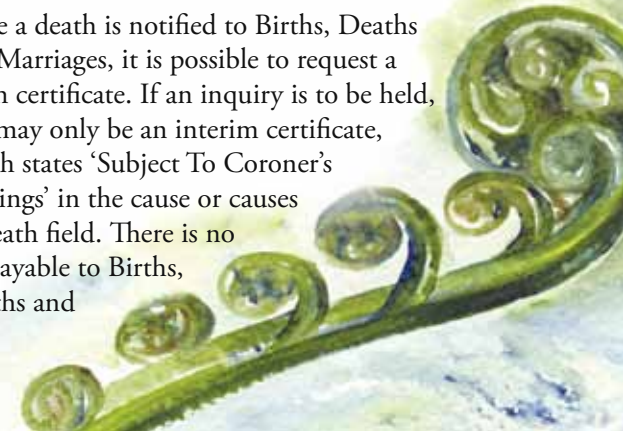 e a death is notified to Births, Deaths
Marriages, it is possible to request a
h certificate. If an inquiry is to be held,
may only be an interim certificate,
h states ‘Subject To Coroner’s
ings’ in the cause or causes
eath field. There is no
ayable to Births,
ths and